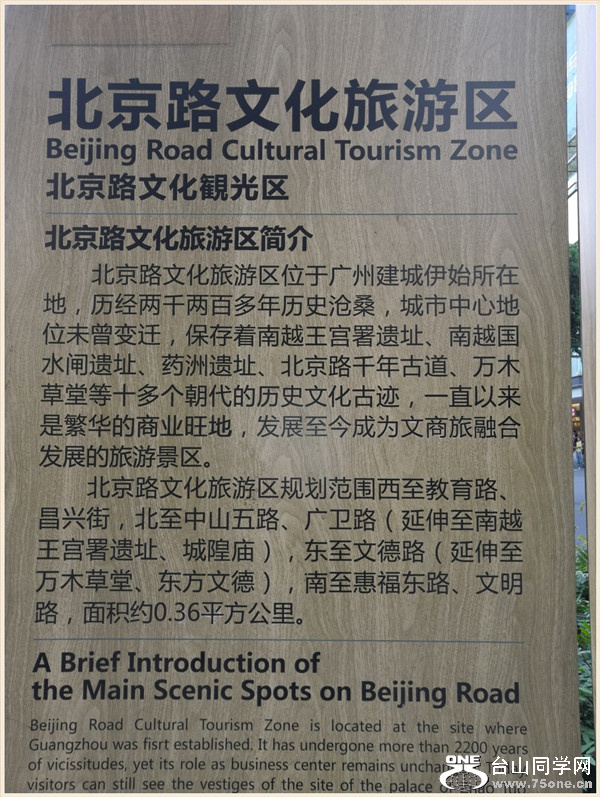 北京路文化旅游区
Beijing Road Cultural Tourism Zone
北京路文化観光区
北京路文化旅游区简介
北京路文化旅游区位于广州建城伊始所在
地，历经两千两百多年历史沧桑，城市中心地
位未曾变迁，保存着南越王宫署遗址、南越国
水闸遗址、药洲遗址、北京路千年古道、万木
草堂等十多个朝代的历史文化古迹，一直以来
是繁华的商业旺地，发展至今成为文商旅融合
发展的旅游景区。
北京路文化旅游区规划范围西至教育路、
昌兴街，北至中山五路、广卫路（延伸至南越
王宫署遗址、城隍庙），东至文德路（延伸至
万木草堂、东方文德），南至惠福东路、文明
路，面积约0.36平方公里。
A Brief Introduction of
the Main Scenic Spots on Beijing Road
Beijing Road Cultural Tourism Zone is located at the site where
Guangzhou was fisrt established. It has undergone more than 2200 years
of vicissitudes, yet its role as business center remains
visitors can still see the vestiges of the site of the palace of
ONE
台山同学网
www.75one.cn